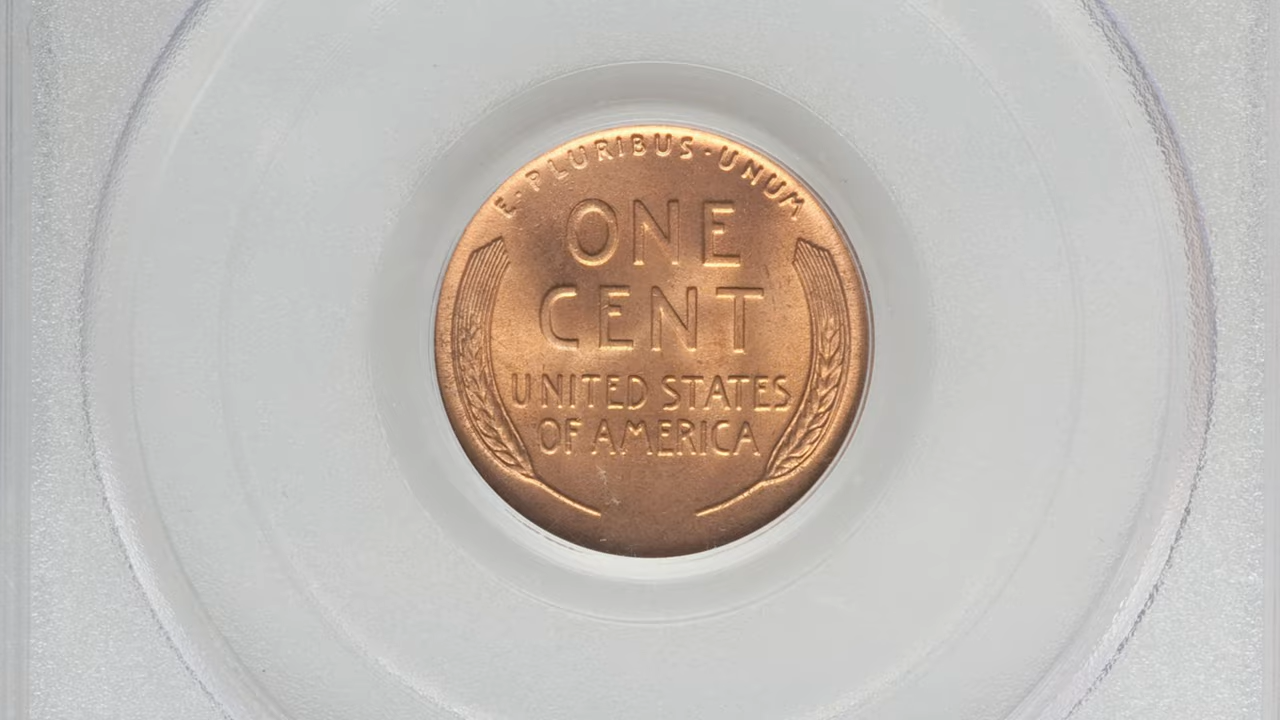 E·PLURIBUS·UNUM
ONE
CENT
UNITED STATES
OF AMERICA